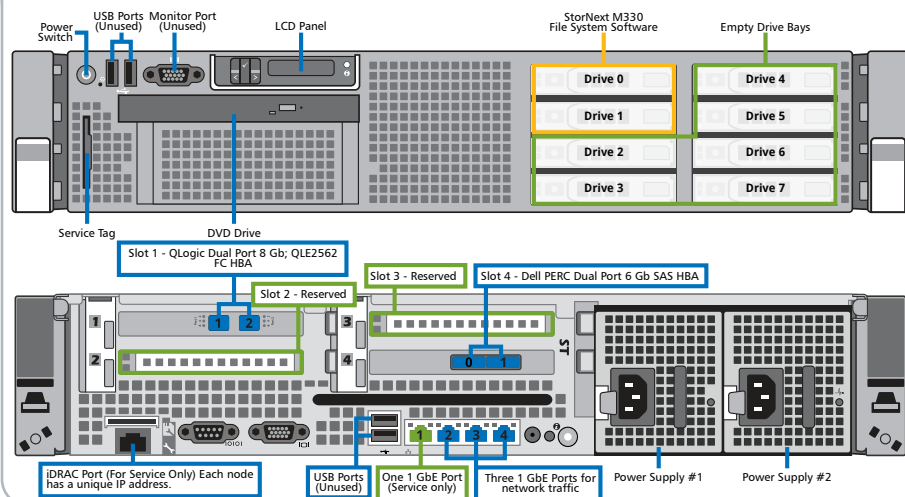 USB Ports
(Unused)
Monitor Port
(Unused)
Power
Switch
LCD Panel
StorNext M330
File System Software
Empty Drive Bays
Drive 0
Drive 4
Drive 1
Drive 5
Drive 2
Drive 6
Drive 3
Drive 7
Service Tag
DVD Drive
Slot 1 - QLogic Dual Port 8 Gb; QLE2562
FC HBA
Slot 2 - Reserved
Slot 3 - Reserved
Slot 4 - Dell PERC Dual Port 6 Gb SAS HBA
1
1 2
3
2
4
0 1
ST
1 2 3 4
iDRAC Port (For Service Only) Each node
has a unique IP address.
USB Ports
(Unused)
One 1 GbE Port
(Service only)
Three 1 GbE Ports for
network traffic
Power Supply #1
Power Supply #2